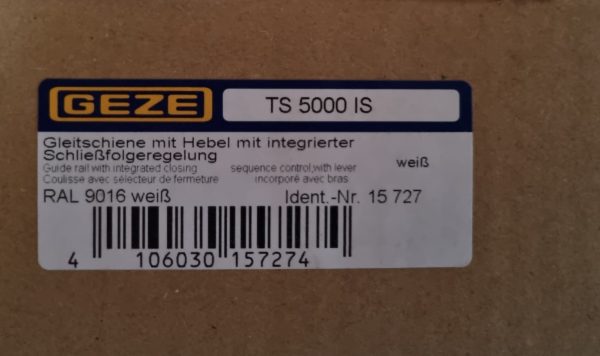 GEZE TS 5000 IS
Gleitschiene mit Hebel mit integrierter
Schließfolgeregelung
weiß
Guide rail with integrated closing sequence control,with lever
Coulisse avec sélecteur de fermeture incorporé avec bras
RAL 9016 weiß Ident.-Nr. 15 727
4 106030 157274